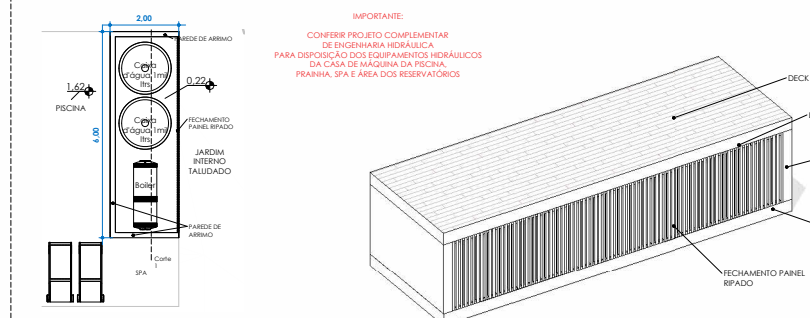 2,00
IMPORTANTE:
CONFERIR PROJETO COMPLEMENTAR
DE ENGENHARIA HIDRÁULICA
PARA DISPOISIÇÃO DOS EQUIPAMENTOS HIDRÁULICOS
DA CASA DE MÁQUINA DA PISCINA,
PRAINHA, SPA E ÁREA DOS RESERVATÓRIOS
PAREDE DE ARRIMO
Caixa
d'água 1mil
ltrs
1,62
0,22
PISCINA
Caixa
d'água 1mil
ltrs
FECHAMENTO
PAINEL RIPADO
6,00
JARDIM
INTERNO
TALUDADO
Boiler
PAREDE DE
ARRIMO
Corte
1
SPA
DECK
FECHAMENTO PAINEL
RIPADO